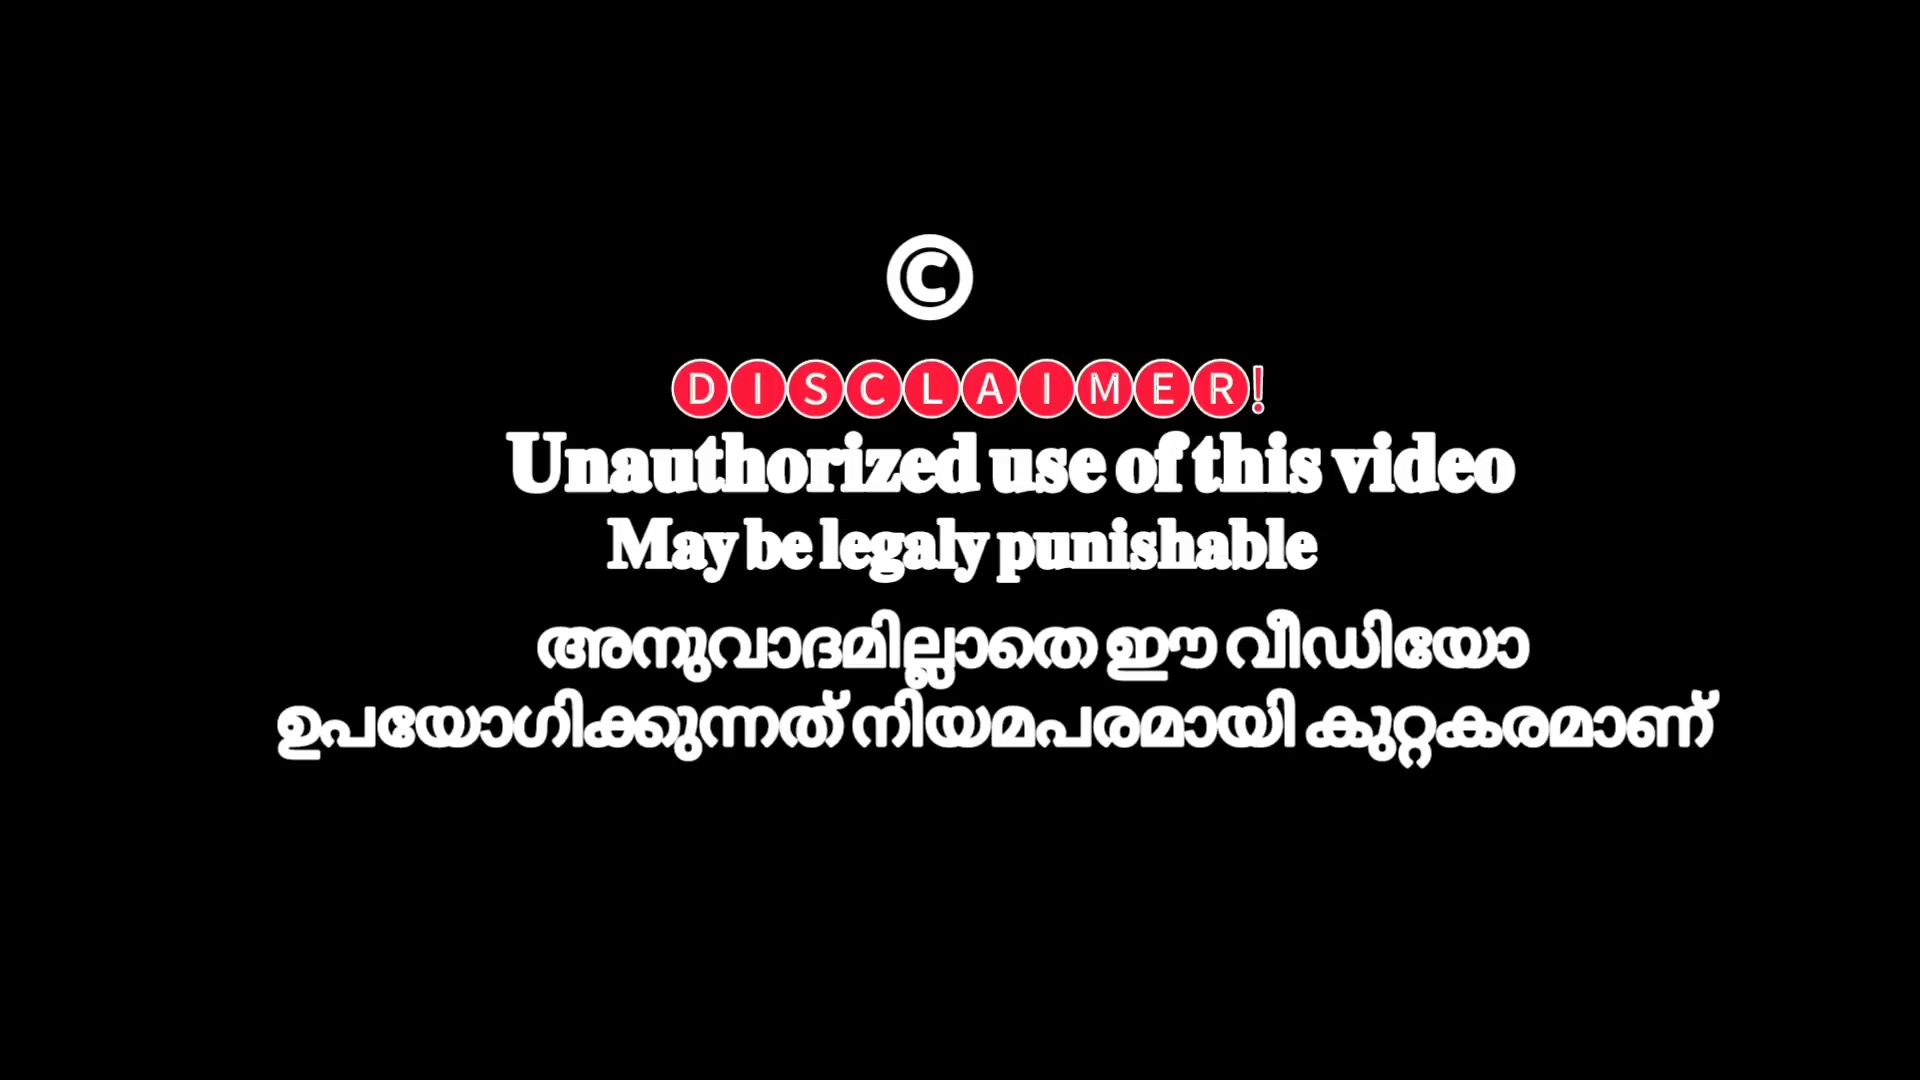 ©
DISCLAIMER!
Unauthorized use of this video
May be legaly punishable
അനുവാദമില്ലാതെ ഈ വീഡിയോ
ഉപയോഗിക്കുന്നത് നിയമപരമായി കുറ്റകരമാണ്